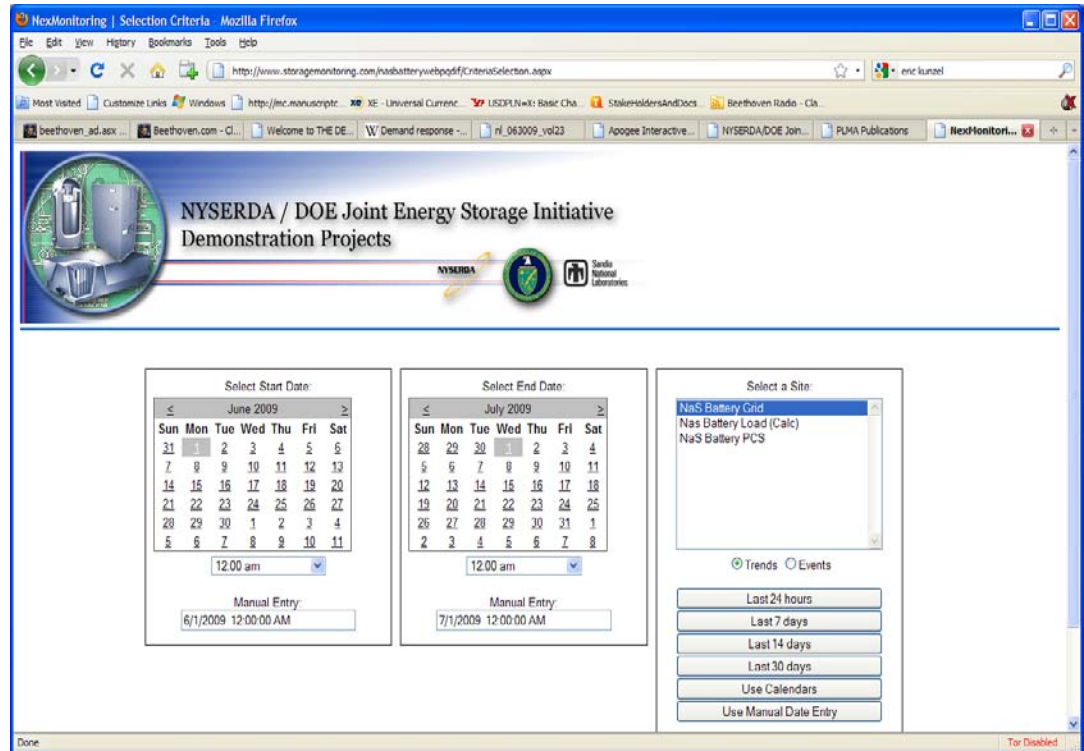 NexMonitoring | Selection Criteria - Mozilla Firefox
File Edit View History Bookmarks Tools Help
http://www.storagemonitoring.com/nasbatterywebpqdif/CriteriaSelection.aspx
eric kunzel
Most Visited Customize Links Windows http://mc.manuscriptc... XE - Universal Currenc... USDPLN=X: Basic Cha... StakeHoldersAndDocs... Beethoven Radio - Cla...
beethoven_ad.asx ... Beethoven.com - Cl... Welcome to THE DE... Demand response -... nl_063009_vol23 Apogee Interactive... NYSERDA/DOE Join... PLMA Publications NexMonitori...
NYSERDA / DOE Joint Energy Storage Initiative
Demonstration Projects
NYSERDA
Sandia
National
Laboratories
Select Start Date:
< June 2009 >
Sun Mon Tue Wed Thu Fri Sat
31 1 2 3 4 5 6
7 8 9 10 11 12 13
14 15 16 17 18 19 20
21 22 23 24 25 26 27
28 29 30 1 2 3 4
5 6 7 8 9 10 11
12:00 am
Manual Entry:
6/1/2009 12:00:00 AM
Select End Date:
< July 2009 >
Sun Mon Tue Wed Thu Fri Sat
28 29 30 1 2 3 4
5 6 7 8 9 10 11
12 13 14 15 16 17 18
19 20 21 22 23 24 25
26 27 28 29 30 31 1
2 3 4 5 6 7 8
12:00 am
Manual Entry:
7/1/2009 12:00:00 AM
Select a Site:
NaS Battery Grid
Nas Battery Load (Calc)
NaS Battery PCS
Trends Events
Last 24 hours
Last 7 days
Last 14 days
Last 30 days
Use Calendars
Use Manual Date Entry
Done
Tor Disabled